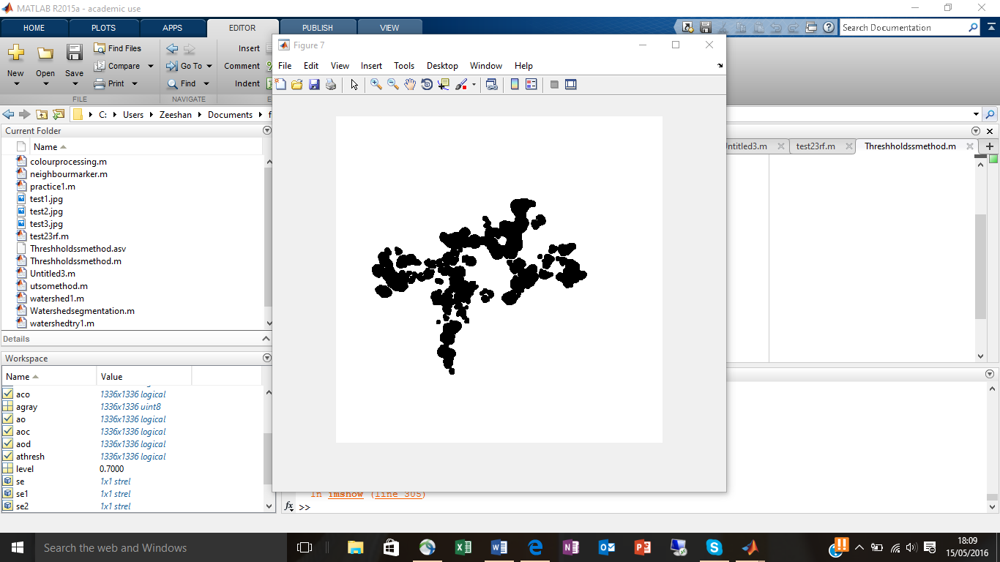 MATLAB R2015a - academic use
HOME PLOTS APPS EDITOR PUBLISH VIEW Search Documentation
Figure 7
File Edit View Insert Tools Desktop Window Help
New Open Save Find Files Compare Print Go To Find Insert Comment Indent
FILE NAVIGATE E
C: Users Zeeshan Documents f
Current Folder
Name
Untitled3.m test23rf.m Threshholdssmethod.m
colourprocessing.m
neighbourmarker.m
practice1.m
test1.jpg
test2.jpg
test3.jpg
test23rf.m
Threshholdssmethod.asv
Threshholdssmethod.m
Untitled3.m
utsomethod.m
watershed1.m
Watershedsegmentation.m
watershedtry1.m
Details
Workspace
Name Value
aco 1336x1336 logical
agray 1336x1336 uint8
ao 1336x1336 logical
aoc 1336x1336 logical
aod 1336x1336 logical
athresh 1336x1336 logical
level 0.7000
se 1x1 strel
se1 1x1 strel
se2 1x1 strel
In imshow (line 305)
fx >>
Search the web and Windows
18:09
15/05/2016